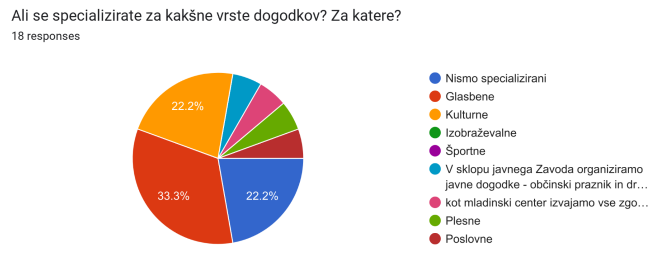 Ali se specializirate za kakšne vrste dogodkov? Za katere?
18 responses
22.2%
33.3%
22.2%
Nismo specializirani
Glasbene
Kulturne
Izobraževalne
Športne
V sklopu javnega Zavoda organiziramo
javne dogodke - občinski praznik in dr…
kot mladinski center izvajamo vse zgo…
Plesne
Poslovne